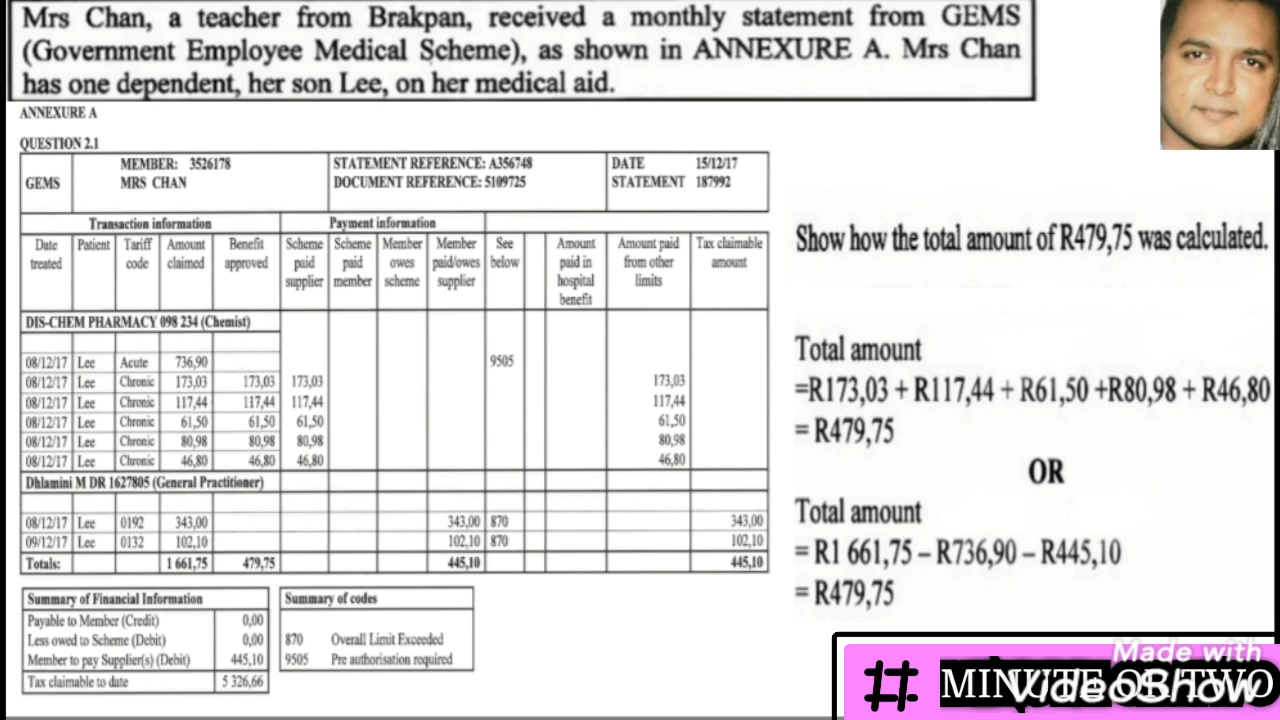 Mrs Chan, a teacher from Brakpan, received a monthly statement from GEMS
(Government Employee Medical Scheme), as shown in ANNEXURE A. Mrs Chan
has one dependent, her son Lee, on her medical aid.
ANNEXURE A
QUESTION 2.1
GEMS
MEMBER: 3526178
MRS CHAN
STATEMENT REFERENCE: A356748
DOCUMENT REFERENCE: 5109725
DATE 15/12/17
STATEMENT 187992
Transaction information Payment information
Date treated Patient Tariff code Amount claimed Benefit approved Scheme paid supplier Scheme paid member Member owes scheme Member paid/owes supplier See below Amount paid in hospital benefit Amount paid from other limits Tax claimable amount
DIS-CHEM PHARMACY 098 234 (Chemist)
08/12/17 Lee Acute 736,90 9505
08/12/17 Lee Chronic 173,03 173,03 173,03 173,03
08/12/17 Lee Chronic 117,44 117,44 117,44 117,44
08/12/17 Lee Chronic 61,50 61,50 61,50 61,50
08/12/17 Lee Chronic 80,98 80,98 80,98 80,98
08/12/17 Lee Chronic 46,80 46,80 46,80 46,80
Dhlamini M DR 1627805 (General Practitioner)
08/12/17 Lee 0192 343,00 343,00 870 343,00
09/12/17 Lee 0132 102,10 102,10 870 102,10
Totals: 1 661,75 479,75 445,10 445,10
Summary of Financial Information
Payable to Member (Credit) 0,00
Less owed to Scheme (Debit) 0,00
Member to pay Supplier(s) (Debit) 445,10
Tax claimable to date 5 326,66
Summary of codes
870 Overall Limit Exceeded
9505 Pre authorisation required
Show how the total amount of R479,75 was calculated.
Total amount
=R173,03 + R117,44 + R61,50 +R80,98 + R46,80
= R479,75
OR
Total amount
= R1 661,75 – R736,90 – R445,10
= R479,75
# MINUTE OR TWO
Made with
VideoShow